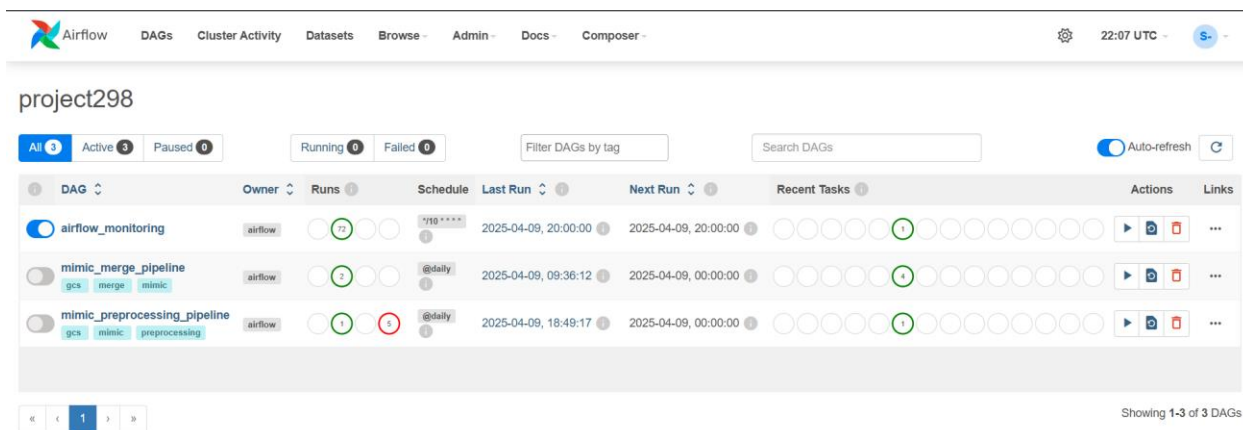 Airflow DAGs Cluster Activity Datasets Browse Admin Docs Composer 22:07 UTC S-
project298
All 3 Active 3 Paused 0 Running 0 Failed 0 Filter DAGs by tag Search DAGs Auto-refresh
DAG Owner Runs Schedule Last Run Next Run Recent Tasks Actions Links
airflow_monitoring airflow 72 */10 * * * * 2025-04-09, 20:00:00 2025-04-09, 20:00:00 1
mimic_merge_pipeline airflow 2 @daily 2025-04-09, 09:36:12 2025-04-09, 00:00:00 4
gcs merge mimic
mimic_preprocessing_pipeline airflow 1 5 @daily 2025-04-09, 18:49:17 2025-04-09, 00:00:00 1
gcs mimic preprocessing
« ‹ 1 › » Showing 1-3 of 3 DAGs